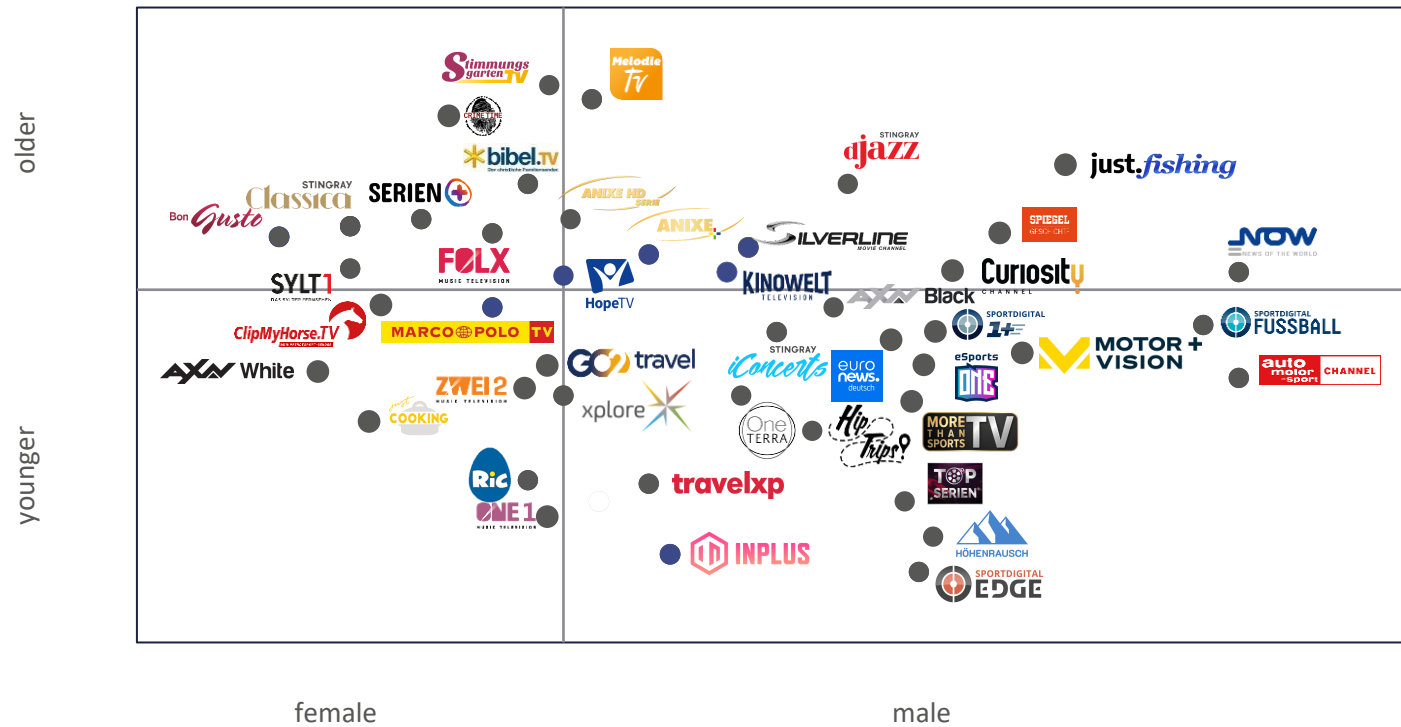 Stimmungs
garten TV
Melodie
TV
CRIME TIME
older
bibel.TV
Der christliche Familiensender.
STINGRAY
djazz
just.fishing
STINGRAY
Classica
SERIEN+
ANIXE HD
SERIE
Bon Gusto
ANIXE+
SILVERLINE
MOVIE CHANNEL
SPIEGEL
GESCHICHTE
NOW
NEWS OF THE WORLD
FOLX
MUSIC TELEVISION
HopeTV
KINOWELT
TELEVISION
CURIOSITY
CHANNEL
SYLT1
AXN Black
ClipMyHorse.TV
MARCO POLO TV
SPORTDIGITAL
1+
SPORTDIGITAL
FUSSBALL
AXN White
GO2 travel
STINGRAY
iConcerts
euro
news.
deutsch
eSports
ONE
MOTOR +
VISION
auto
motor
und sport
CHANNEL
ZWEI 2
MUSIC TELEVISION
just
COOKING
xplore
One
TERRA
Hip
Trips!
MORE
THAN
SPORTS
TV
younger
Ric
travelxp
TOP
SERIEN
ONE 1
MUSIC TELEVISION
INPLUS
HÖHENRAUSCH
SPORTDIGITAL
EDGE
female
male